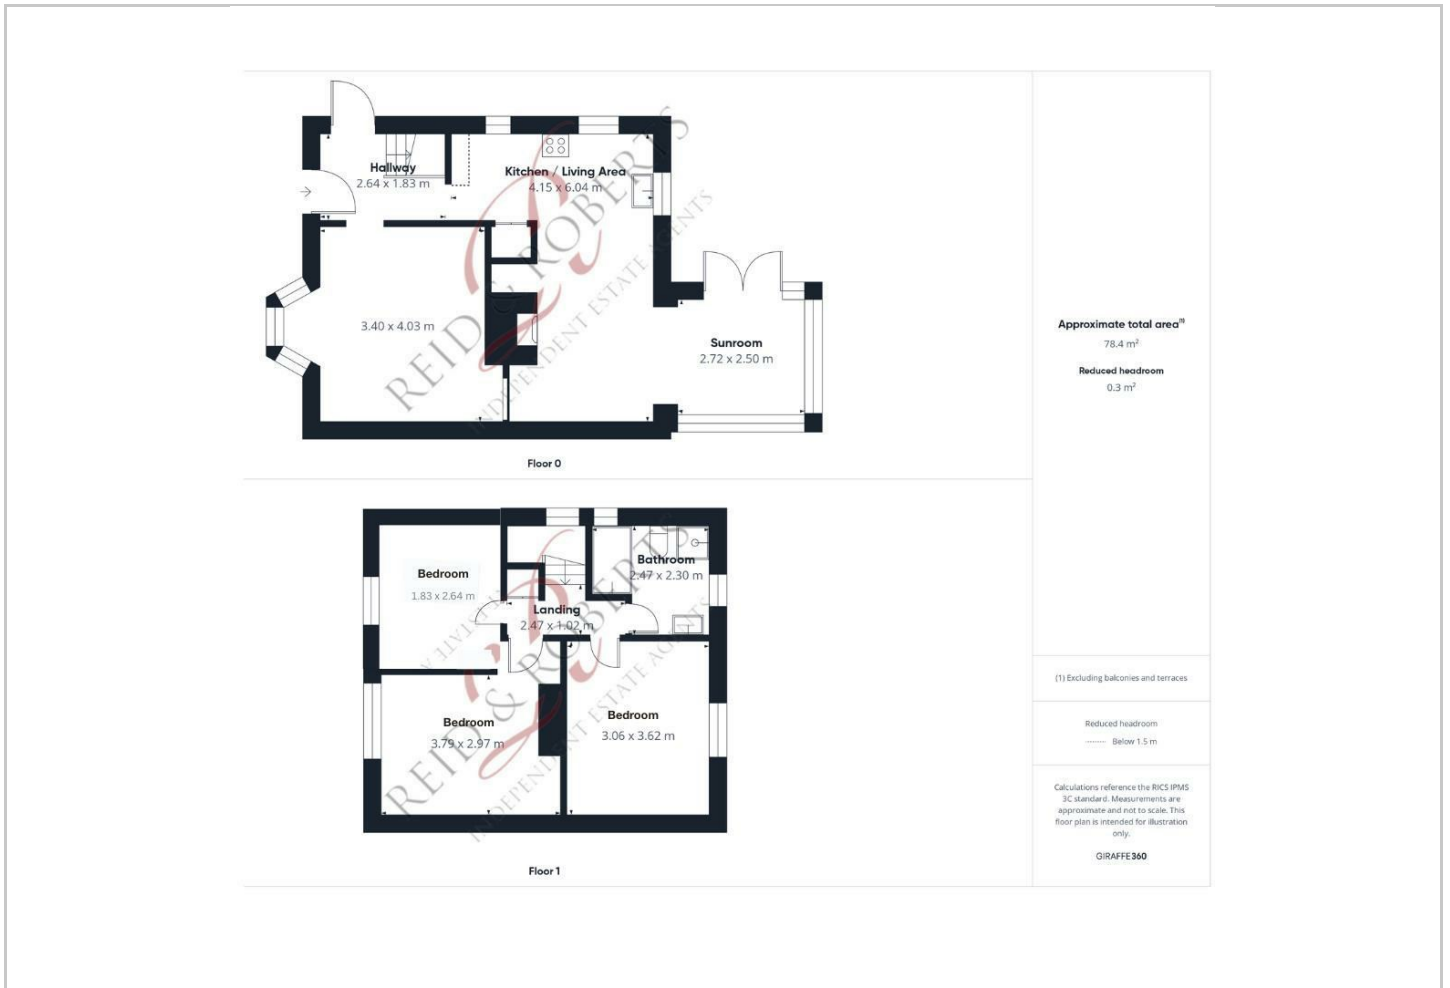 Hallway
2.64 x 1.83 m
Kitchen / Living Area
4.15 x 6.04 m
3.40 x 4.03 m
Sunroom
2.72 x 2.50 m
REID & ROBERTS
INDEPENDENT ESTATE AGENTS
Floor 0
Bedroom
1.83 x 2.64 m
Landing
2.47 x 1.02 m
Bathroom
2.47 x 2.30 m
Bedroom
3.79 x 2.97 m
Bedroom
3.06 x 3.62 m
REID & ROBERTS
INDEPENDENT ESTATE AGENTS
Floor 1
Approximate total area(1)
78.4 m²
Reduced headroom
0.3 m²
(1) Excluding balconies and terraces
Reduced headroom
Below 1.5 m
Calculations reference the RICS IPMS
3C standard. Measurements are
approximate and not to scale. This
floor plan is intended for illustration
only.
GIRAFFE360